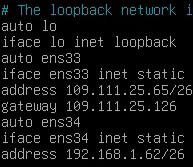 # The loopback network i
auto lo
iface lo inet loopback
auto ens33
iface ens33 inet static
address 109.111.25.65/26
gateway 109.111.25.126
auto ens34
iface ens34 inet static
address 192.168.1.62/26